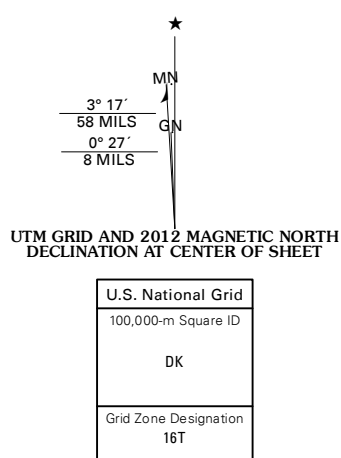 ★
MN
3° 17´
58 MILS
GN
0° 27´
8 MILS
UTM GRID AND 2012 MAGNETIC NORTH
DECLINATION AT CENTER OF SHEET
U.S. National Grid
100,000-m Square ID
DK
Grid Zone Designation
16T